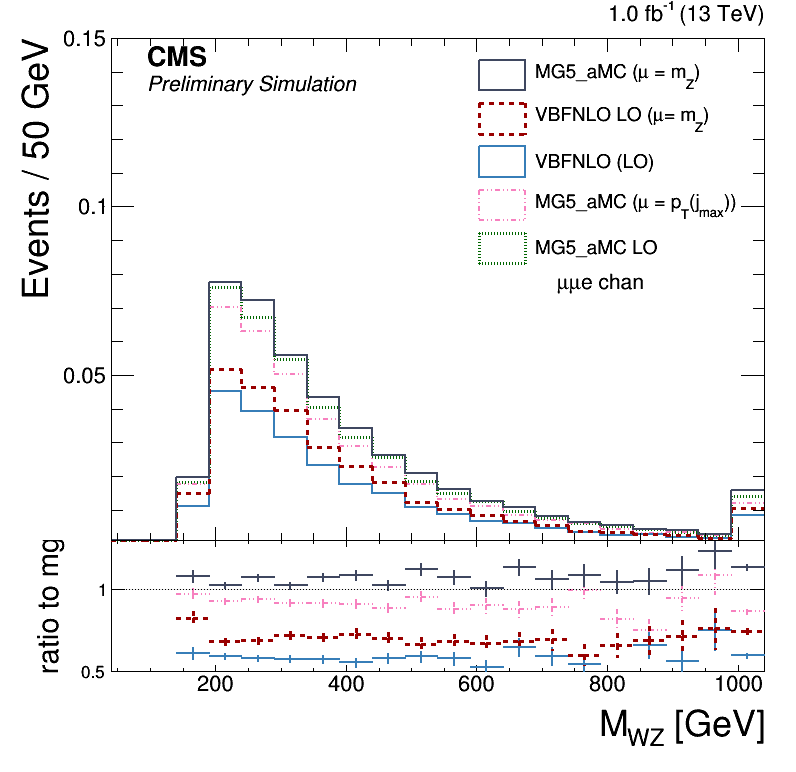 1.0 fb⁻¹ (13 TeV)
CMS
Preliminary Simulation
MG5_aMC (μ = m_Z)
VBFNLO LO (μ= m_Z)
VBFNLO (LO)
MG5_aMC (μ = p_T(j_max))
MG5_aMC LO
μμe chan
Events / 50 GeV
0.15
0.1
0.05
ratio to mg
1
0.5
200 400 600 800 1000
M_WZ [GeV]